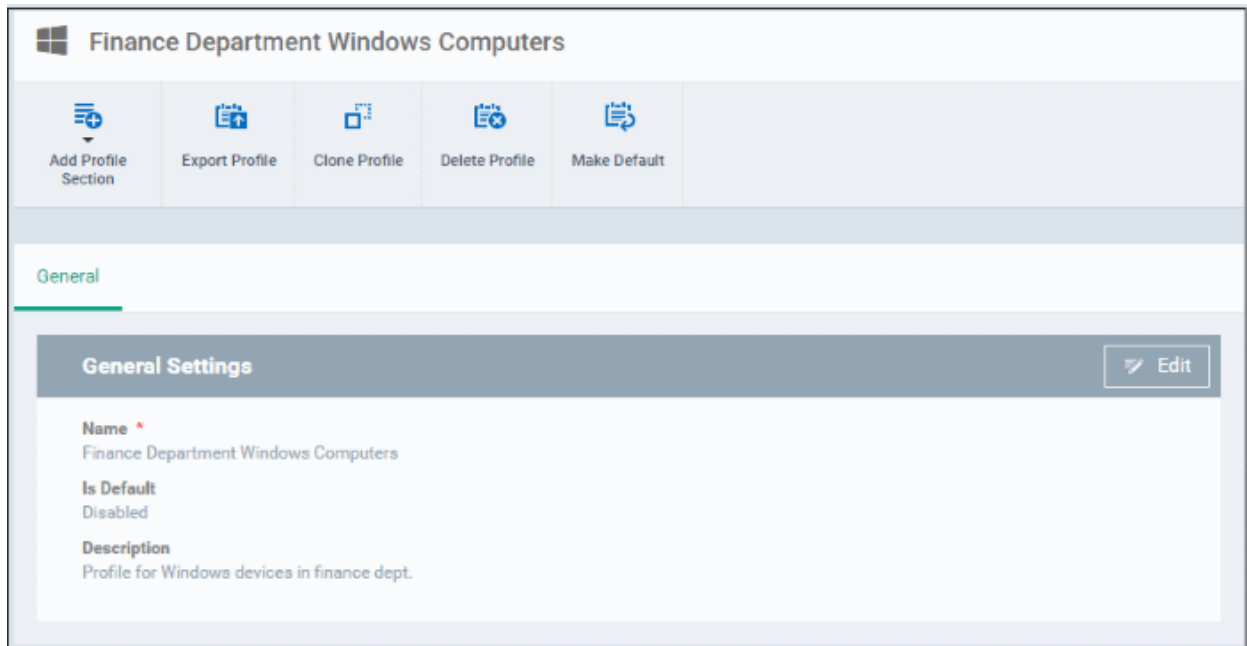 Finance Department Windows Computers
Add Profile
Section
Export Profile
Clone Profile
Delete Profile
Make Default
General
General Settings
Edit
Name *
Finance Department Windows Computers
Is Default
Disabled
Description
Profile for Windows devices in finance dept.